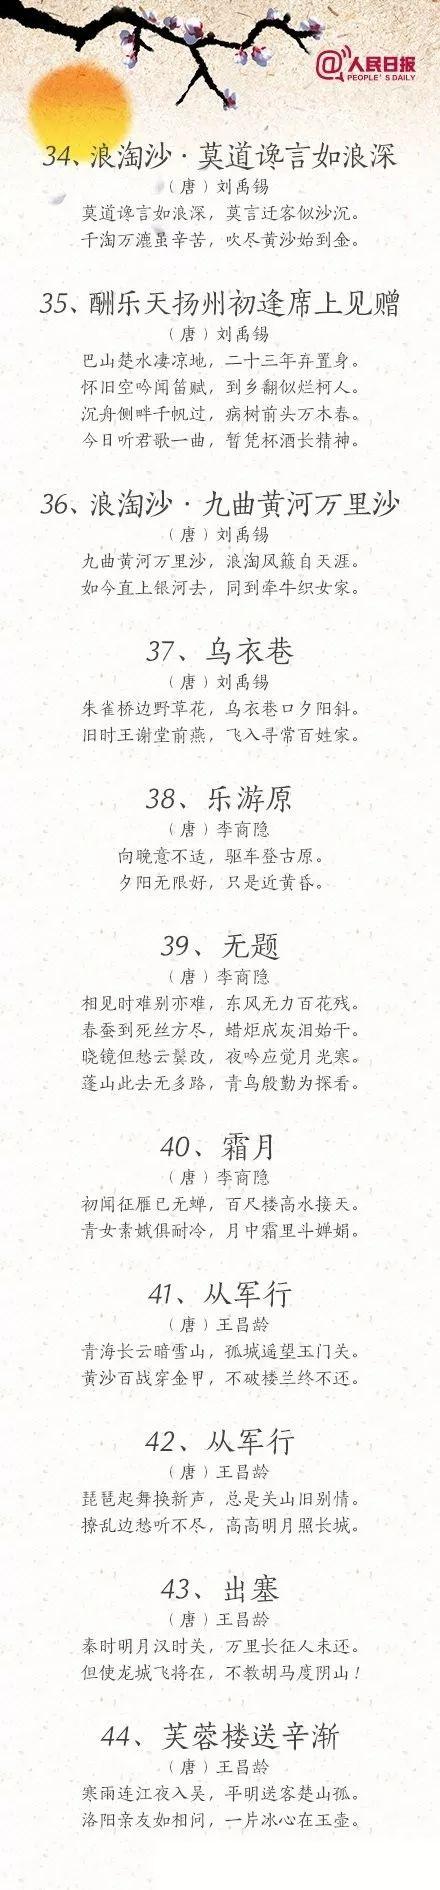 @人民日报
PEOPLE'S DAILY
34、浪淘沙·莫道谗言如浪深
（唐）刘禹锡
莫道谗言如浪深，莫言迁客似沙沉。
千淘万漉虽辛苦，吹尽黄沙始到金。
35、酬乐天扬州初逢席上见赠
（唐）刘禹锡
巴山楚水凄凉地，二十三年弃置身。
怀旧空吟闻笛赋，到乡翻似烂柯人。
沉舟侧畔千帆过，病树前头万木春。
今日听君歌一曲，暂凭杯酒长精神。
36、浪淘沙·九曲黄河万里沙
（唐）刘禹锡
九曲黄河万里沙，浪淘风簸自天涯。
如今直上银河去，同到牵牛织女家。
37、乌衣巷
（唐）刘禹锡
朱雀桥边野草花，乌衣巷口夕阳斜。
旧时王谢堂前燕，飞入寻常百姓家。
38、乐游原
（唐）李商隐
向晚意不适，驱车登古原。
夕阳无限好，只是近黄昏。
39、无题
（唐）李商隐
相见时难别亦难，东风无力百花残。
春蚕到死丝方尽，蜡炬成灰泪始干。
晓镜但愁云鬓改，夜吟应觉月光寒。
蓬山此去无多路，青鸟殷勤为探看。
40、霜月
（唐）李商隐
初闻征雁已无蝉，百尺楼高水接天。
青女素娥俱耐冷，月中霜里斗婵娟。
41、从军行
（唐）王昌龄
青海长云暗雪山，孤城遥望玉门关。
黄沙百战穿金甲，不破楼兰终不还。
42、从军行
（唐）王昌龄
琵琶起舞换新声，总是关山旧别情。
撩乱边愁听不尽，高高明月照长城。
43、出塞
（唐）王昌龄
秦时明月汉时关，万里长征人未还。
但使龙城飞将在，不教胡马度阴山！
44、芙蓉楼送辛渐
（唐）王昌龄
寒雨连江夜入吴，平明送客楚山孤。
洛阳亲友如相问，一片冰心在玉壶。